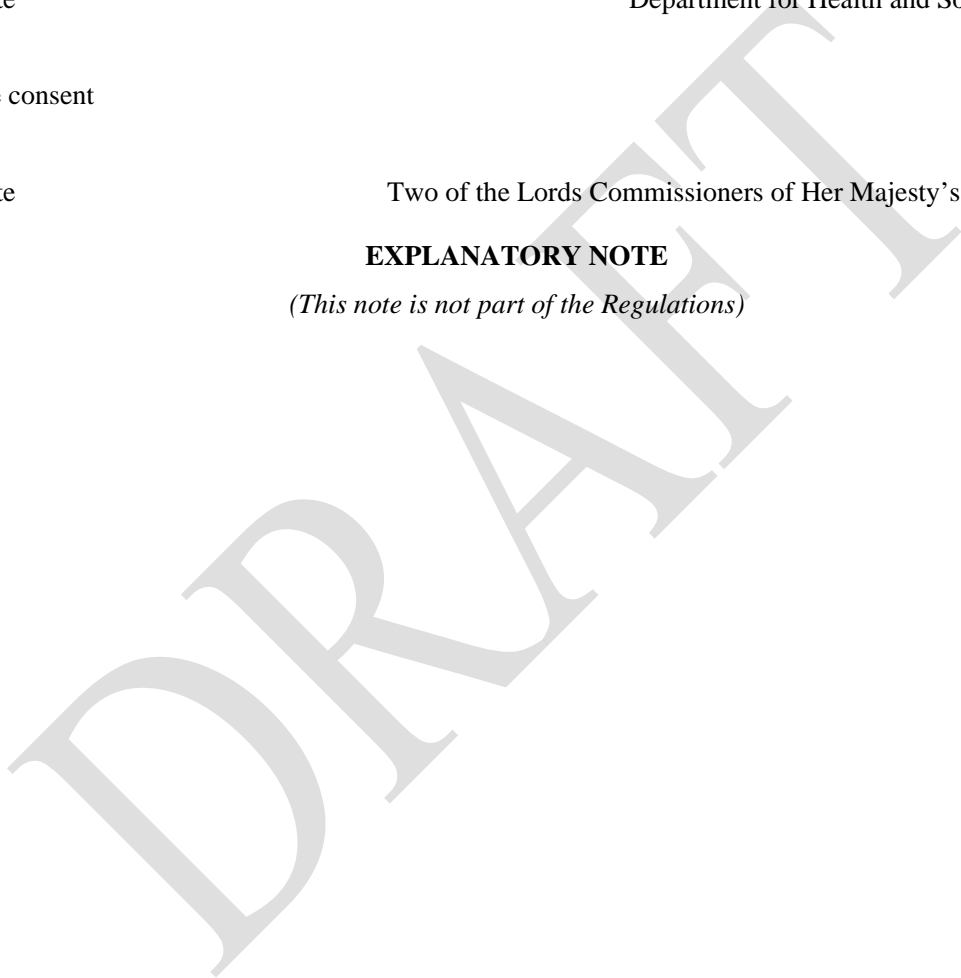 te Department for Health and So
consent
te Two of the Lords Commissioners of Her Majesty’s
EXPLANATORY NOTE
(This note is not part of the Regulations)
DRAFT